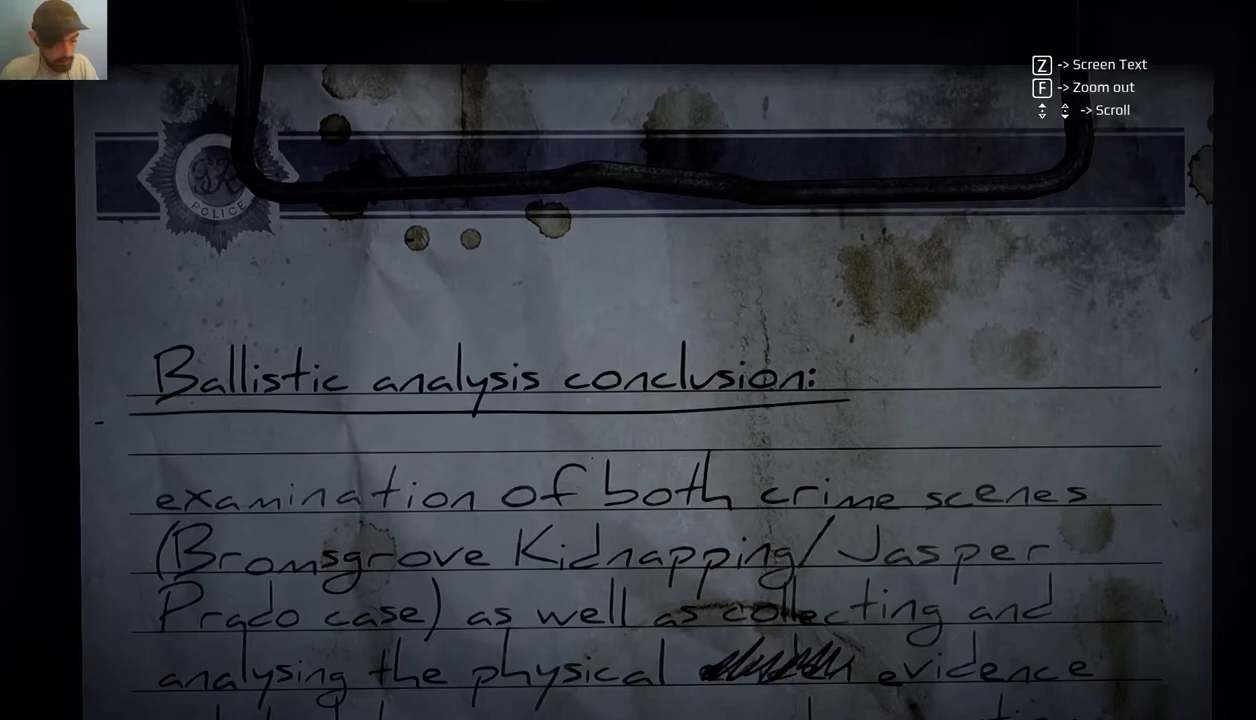 Z -> Screen Text
F -> Zoom out
-> Scroll
GR
POLICE
Ballistic analysis conclusion:
examination of both crime scenes
(Bromsgrove Kidnapping/Jasper
Prado case) as well as collecting and
analysing the physical evidence